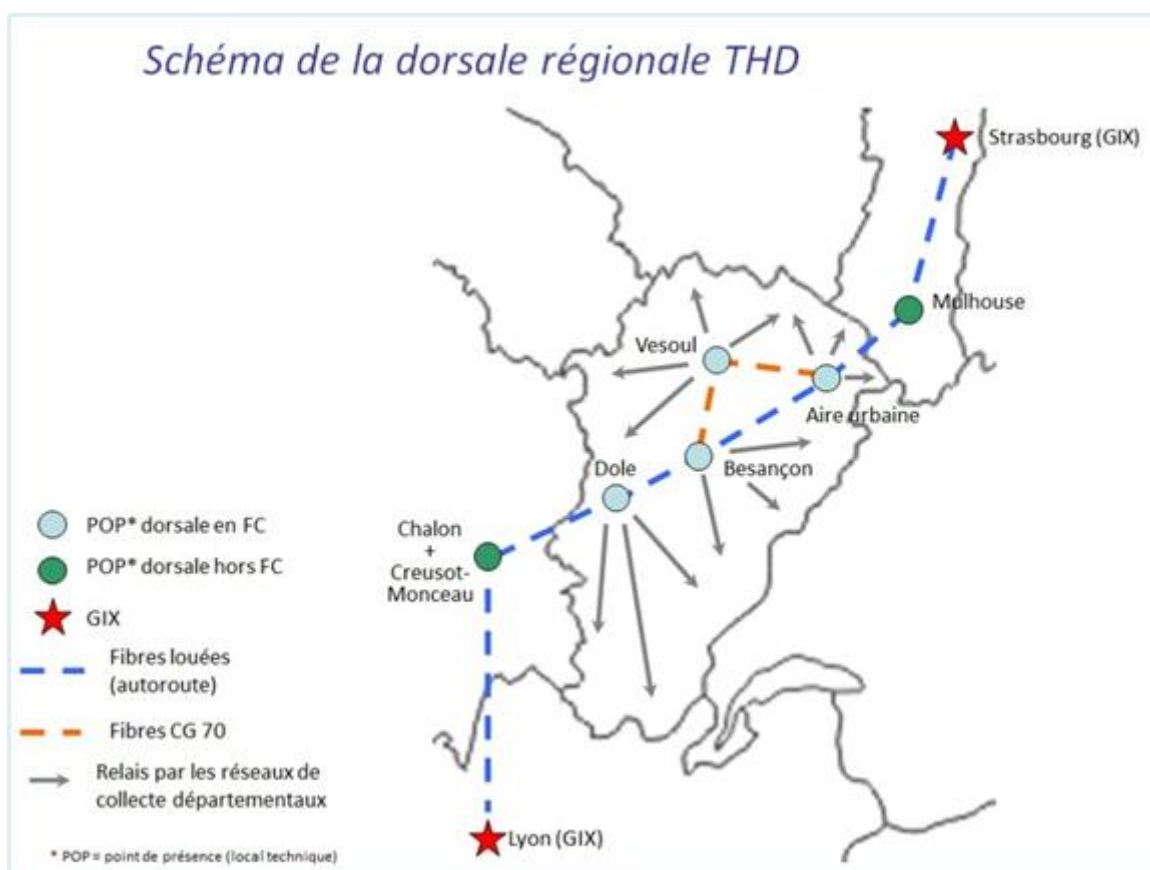 Schéma de la dorsale régionale THD
Strasbourg (GIX)
Mulhouse
Vesoul
Aire urbaine
Dole
Besançon
Chalon
+
Creusot-
Monceau
Lyon (GIX)
POP* dorsale en FC
POP* dorsale hors FC
GIX
Fibres louées
(autoroute)
Fibres CG 70
Relais par les réseaux de
collecte départementaux
* POP = point de présence (local technique)